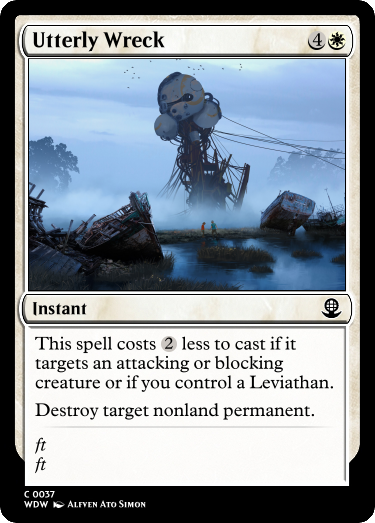 Utterly Wreck 4
Instant
This spell costs 2 less to cast if it
targets an attacking or blocking
creature or if you control a Leviathan.
Destroy target nonland permanent.
ft
ft
C 0037
WDW ALFVEN ATO SIMON